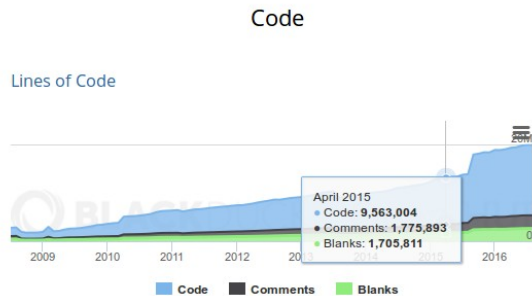 Code
Lines of Code
20M
April 2015
Code: 9,563,004
Comments: 1,775,893
Blanks: 1,705,811
0
2009 2010 2011 2012 2013 2014 2015 2016
Code Comments Blanks